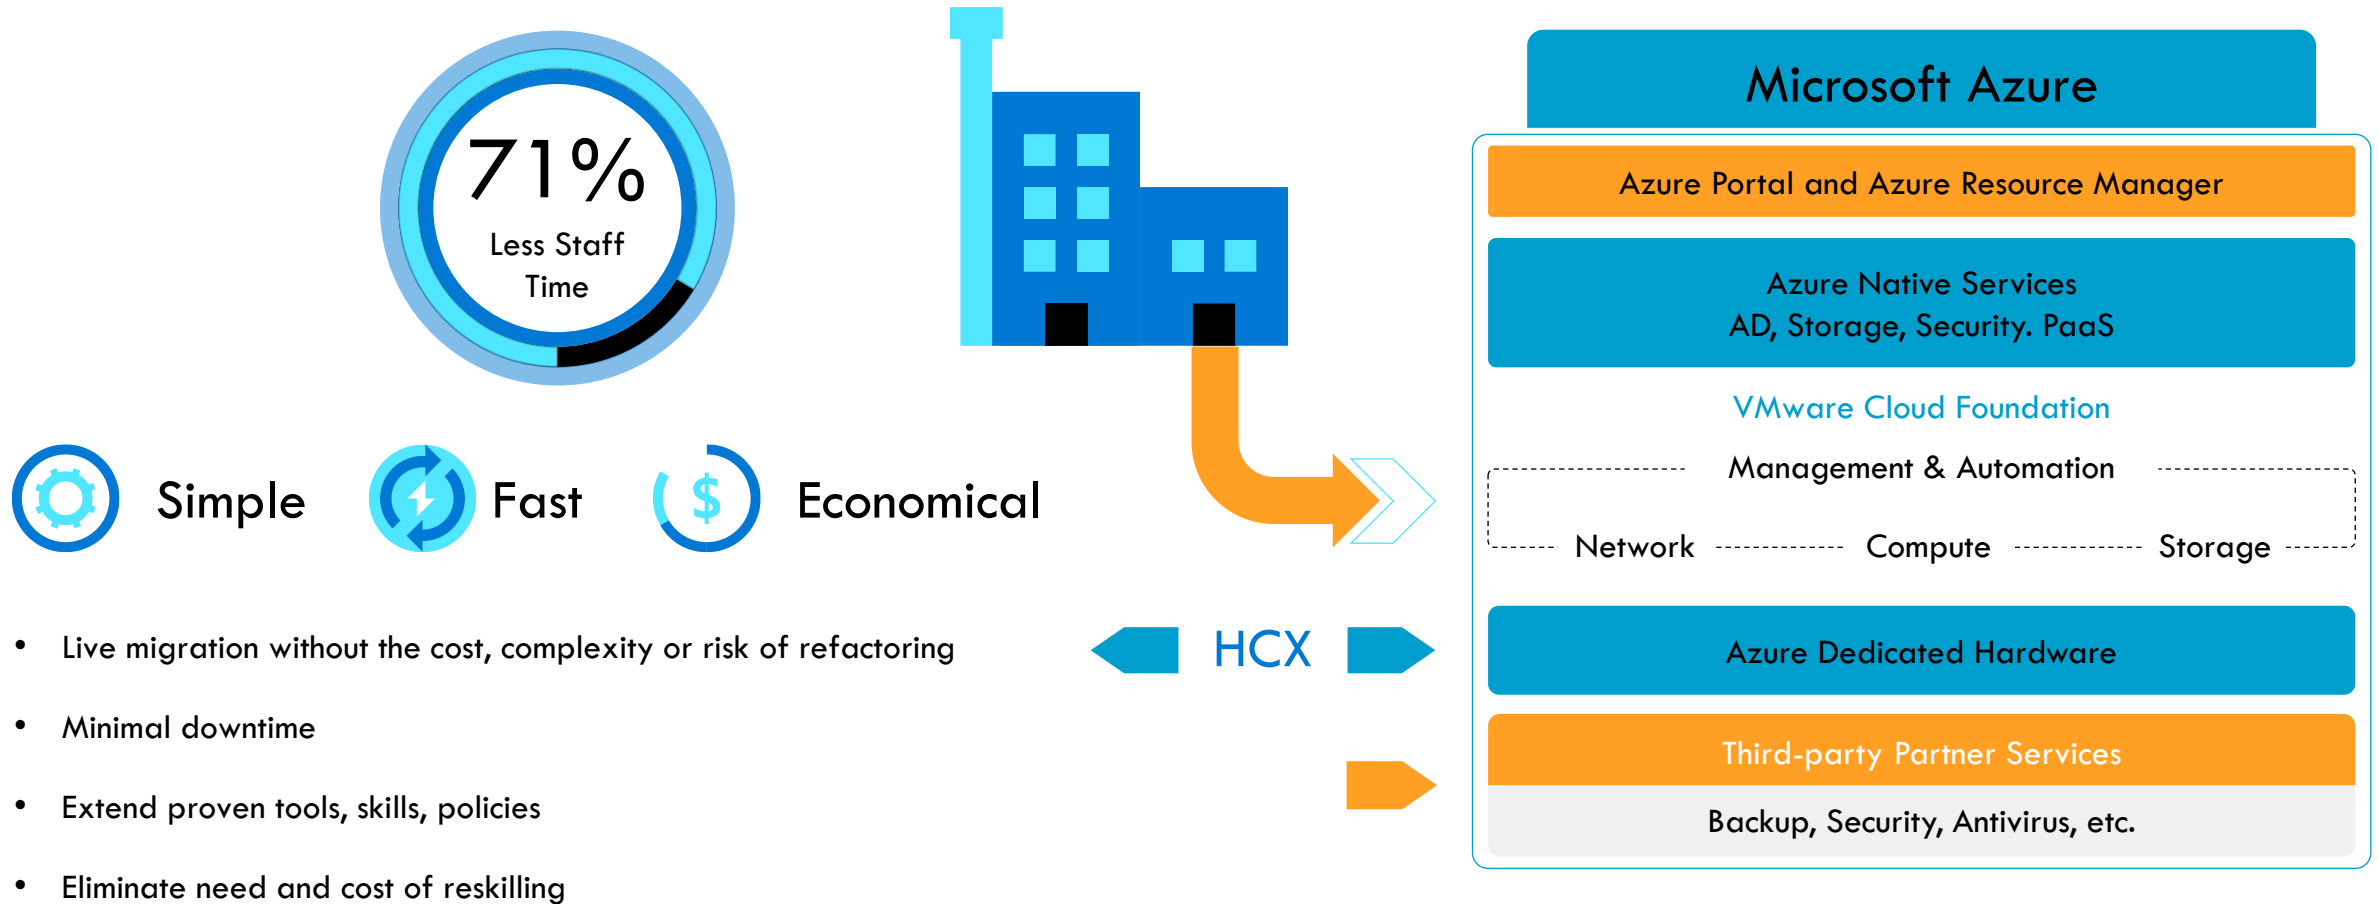 71%
Less Staff
Time
Simple
Fast
$
Economical
• Live migration without the cost, complexity or risk of refactoring
• Minimal downtime
• Extend proven tools, skills, policies
• Eliminate need and cost of reskilling
HCX
Microsoft Azure
Azure Portal and Azure Resource Manager
Azure Native Services
AD, Storage, Security. PaaS
VMware Cloud Foundation
Management & Automation
Network
Compute
Storage
Azure Dedicated Hardware
Third-party Partner Services
Backup, Security, Antivirus, etc.